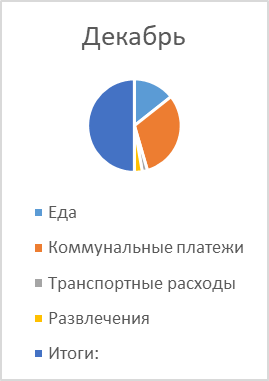 Декабрь
Еда
Коммунальные платежи
Транспортные расходы
Развлечения
Итоги: